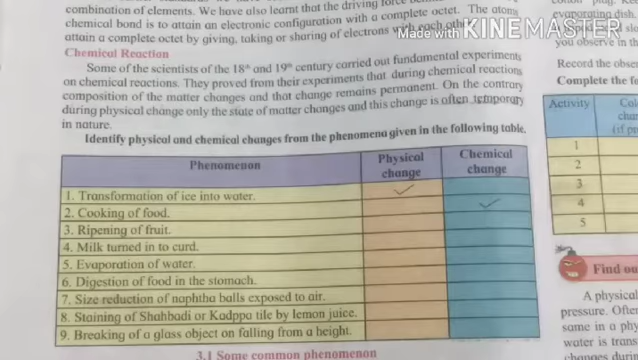 combination of elements. We have also learnt that the driving force
chemical bond is to attain an electronic configuration with a complete octet. The atoms
attain a complete octet by giving, taking or sharing of electrons with each
Made with KINEMASTER
Chemical Reaction
Some of the scientists of the 18th and 19th century carried out fundamental experiments
on chemical reactions. They proved from their experiments that during chemical reactions
composition of the matter changes and that change remains permanent. On the contrary
during physical change only the state of matter changes and this change is often temporary
in nature.
Identify physical and chemical changes from the phenomena given in the following table.
Phenomenon Physical change Chemical change
1. Transformation of ice into water. ✓
2. Cooking of food. ✓
3. Ripening of fruit.
4. Milk turned in to curd.
5. Evaporation of water.
6. Digestion of food in the stomach.
7. Size reduction of naphtha balls exposed to air.
8. Staining of Shahbadi or Kadppa tile by lemon juice.
9. Breaking of a glass object on falling from a height.
3.1 Some common phenomenon
evaporating dish.
you observe in th
Record the obser
Complete the fo
Activity Col
chan
(if pr
1
2
3
4
5
Find ou
A physical
pressure. Ofte
same in a phy
water is trans
changes duri